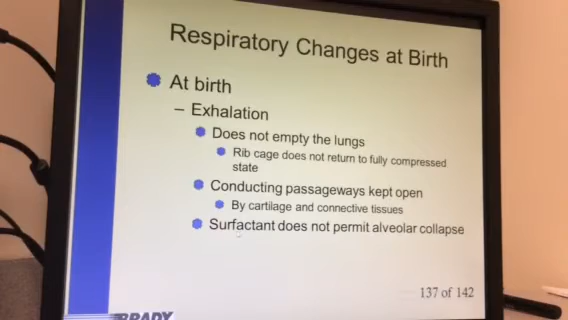 Respiratory Changes at Birth
At birth
– Exhalation
Does not empty the lungs
Rib cage does not return to fully compressed
state
Conducting passageways kept open
By cartilage and connective tissues
Surfactant does not permit alveolar collapse
137 of 142
BRADY